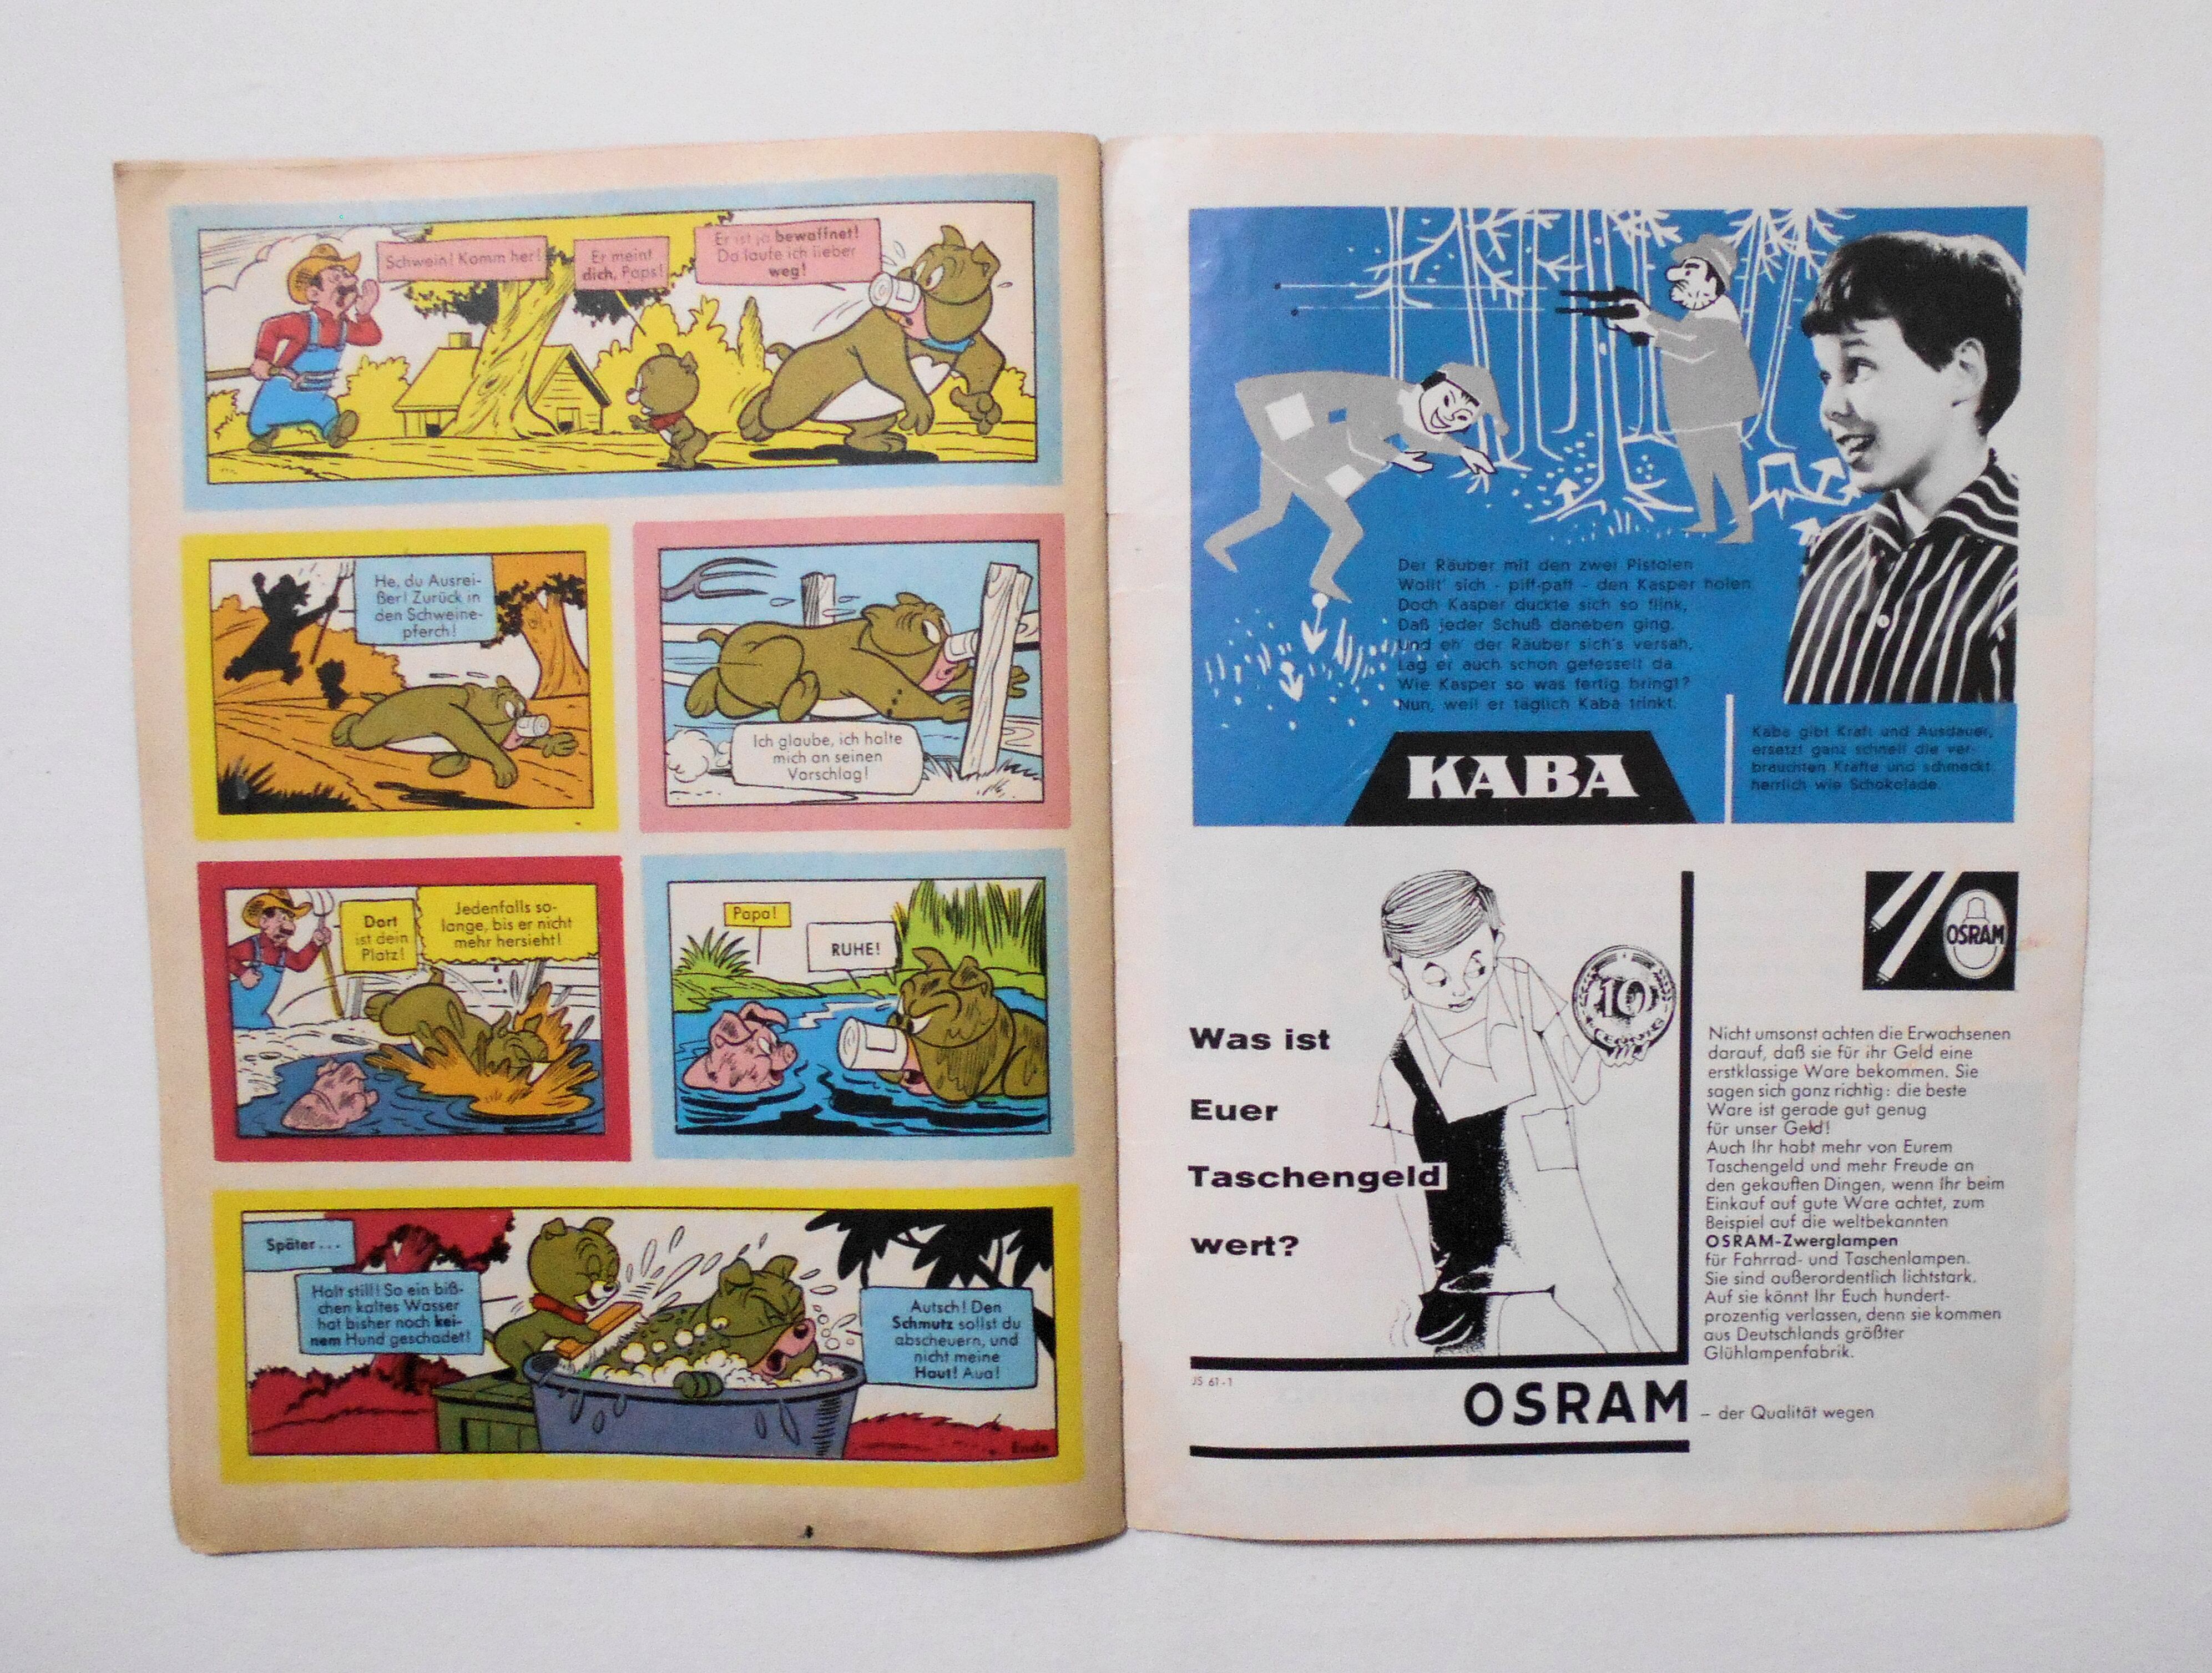 Schwein! Komm her!
Er meint
dich, Paps!
Er ist ja bewaffnet!
Da laufe ich lieber
weg!
He, du Ausrei-
ßer! Zurück in
den Schweine-
pferch!
Ich glaube, ich halte
mich an seinen
Vorschlag!
Dort
ist dein
Platz!
Jedenfalls so-
lange, bis er nicht
mehr hersieht!
Papa!
RUHE!
Später...
Halt still! So ein biß-
chen kaltes Wasser
hat bisher noch kei-
nem Hund geschadet!
Autsch! Den
Schmutz sollst du
abscheuern, und
nicht meine
Haut! Aua!
Ende
Der Räuber mit den zwei Pistolen
Wollt' sich - piff-paff - den Kasper holen
Doch Kasper duckte sich so flink,
Daß jeder Schuß daneben ging.
Und eh' der Räuber sich's versah,
Lag er auch schon gefesselt da.
Wie Kasper so was fertig bringt?
Nun, weil er täglich Kaba trinkt.
KABA
Kaba gibt Kraft und Ausdauer,
ersetzt ganz schnell die ver-
brauchten Kräfte und schmeckt
herrlich wie Schokolade.
Was ist
Euer
Taschengeld
wert?
10
OSRAM
Nicht umsonst achten die Erwachsenen
darauf, daß sie für ihr Geld eine
erstklassige Ware bekommen. Sie
sagen sich ganz richtig: die beste
Ware ist gerade gut genug
für unser Geld!
Auch Ihr habt mehr von Eurem
Taschengeld und mehr Freude an
den gekauften Dingen, wenn Ihr beim
Einkauf auf gute Ware achtet, zum
Beispiel auf die weltbekannten
OSRAM-Zwerglampen
für Fahrrad- und Taschenlampen.
Sie sind außerordentlich lichtstark.
Auf sie könnt Ihr Euch hundert-
prozentig verlassen, denn sie kommen
aus Deutschlands größter
Glühlampenfabrik.
JS 61-1
OSRAM – der Qualität wegen